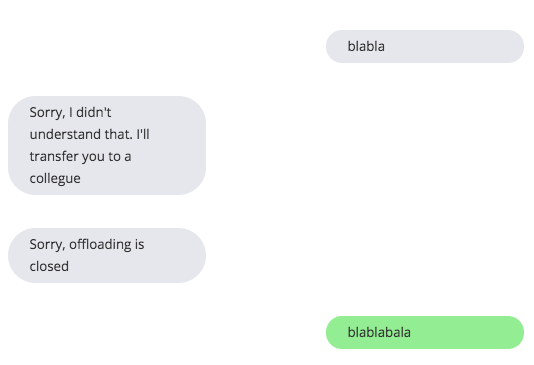 blabla
Sorry, I didn't
understand that. I'll
transfer you to a
collegue
Sorry, offloading is
closed
blablabala